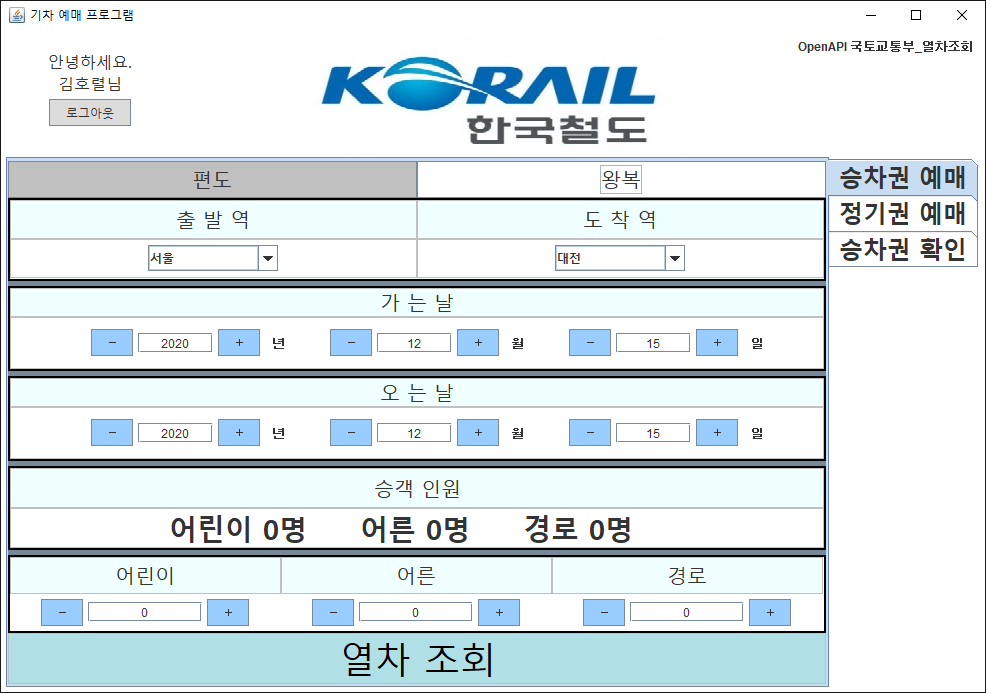 기차 예매 프로그램
OpenAPI 국토교통부_열차조회
안녕하세요.
김호렬님
로그아웃
KORAIL
한국철도
편도 왕복
승차권 예매
정기권 예매
승차권 확인
출 발 역 도 착 역
서울 대전
가 는 날
− 2020 + 년 − 12 + 월 − 15 + 일
오 는 날
− 2020 + 년 − 12 + 월 − 15 + 일
승객 인원
어린이 0명 어른 0명 경로 0명
어린이 어른 경로
− 0 + − 0 + − 0 +
열차 조회